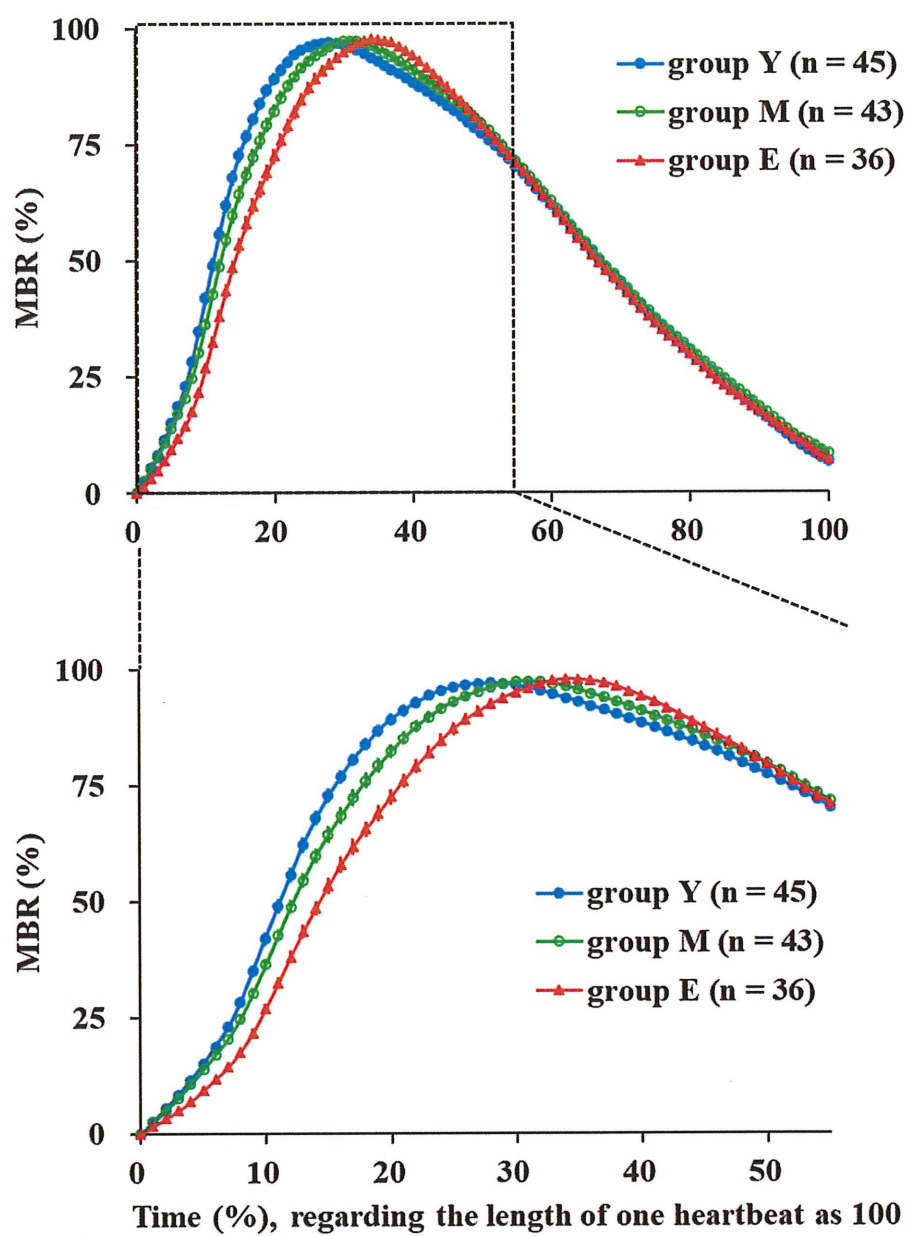 100
75
50
25
0
MBR (%)
group Y (n = 45)
group M (n = 43)
group E (n = 36)
0 20 40 60 80 100
100
75
50
25
0
MBR (%)
group Y (n = 45)
group M (n = 43)
group E (n = 36)
0 10 20 30 40 50
Time (%), regarding the length of one heartbeat as 100